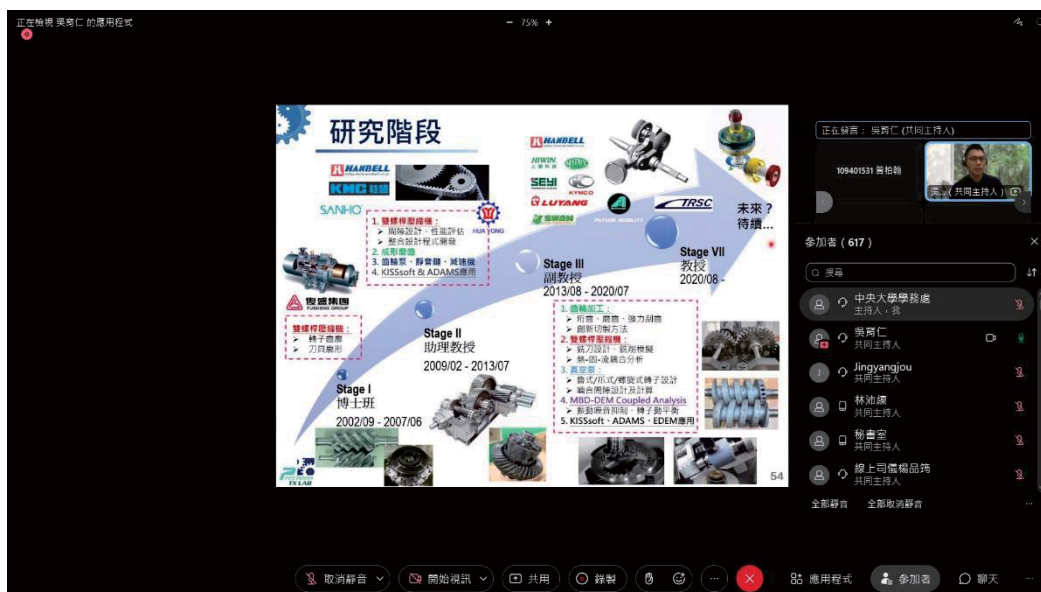 正在檢視 吳育仁 的應用程式
− 75% +
研究階段
HANBELL
KMC
SANHO
HUA YONG
1. 雙螺桿壓縮機：
間隙設計、性能評估
整合設計程式開發
2. 成形磨齒
3. 齒輪泵、靜音鏈、減速機
4. KISSsoft & ADAMS應用
復盛集團
FUSHENG GROUP
雙螺桿壓縮機：
轉子齒廓
刀具廓形
Stage I
博士班
2002/09 - 2007/06
Stage II
助理教授
2009/02 - 2013/07
HANBELL
HIWIN
SEYI
KYMCO
LUYANG
SWAN
FUTURE MOBILITY
TRSC
Stage III
副教授
2013/08 - 2020/07
1. 齒輪加工：
珩齒、磨齒、強力刮齒
創新切製方法
2. 雙螺桿壓縮機：
銑刀設計、銑削模擬
熱-固-流耦合分析
3. 真空泵：
魯式/爪式/螺旋式轉子設計
嚙合間隙設計及計算
4. MBD-DEM Coupled Analysis
振動噪音抑制、轉子動平衡
5. KISSsoft、ADAMS、EDEM應用
未來？
待續...
Stage VII
教授
2020/08 -
TX LAB
54
正在發言： 吳育仁 (共同主持人)
109401531 曾柏翰
吳... (共同主持人)
參加者 (617)
搜尋
中央大學學務處
主持人，我
吳育仁
共同主持人
Jingyangjou
共同主持人
林沛練
共同主持人
秘書室
共同主持人
線上司儀楊品筠
共同主持人
全部靜音 全部取消靜音
取消靜音
開始視訊
共用
錄製
應用程式
參加者
聊天